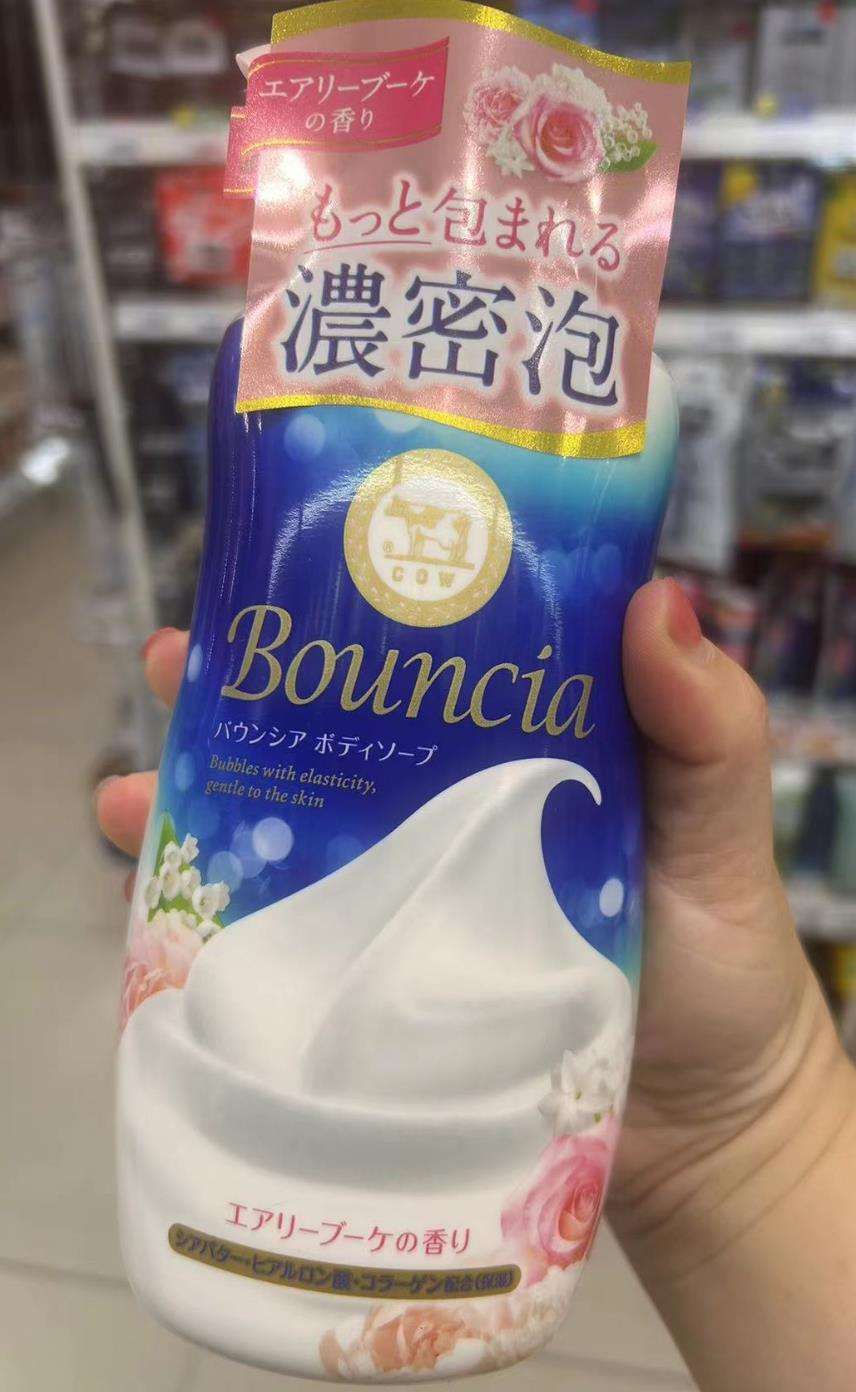 エアリーブーケ
の香り
もっと包まれる
濃密泡
COW
Bouncia
バウンシア ボディソープ
Bubbles with elasticity,
gentle to the skin
エアリーブーケの香り
シアバター・ヒアルロン酸・コラーゲン配合(保湿)